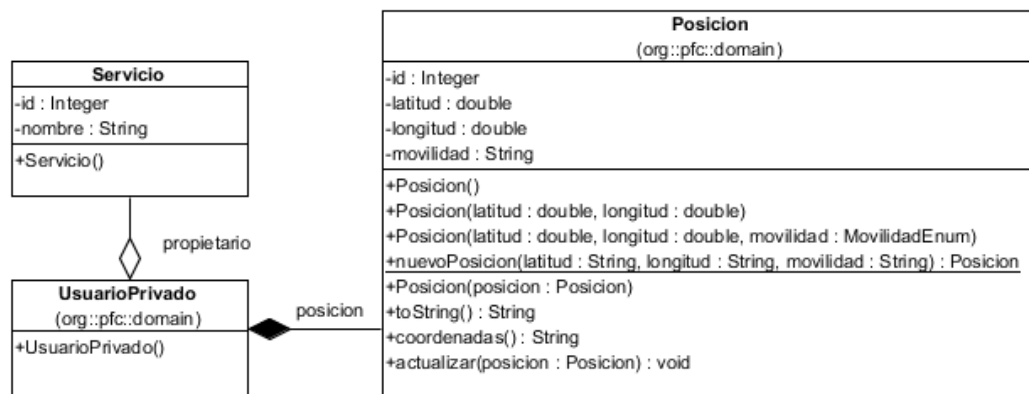 Servicio
-id : Integer
-nombre : String
+Servicio()
propietario
UsuarioPrivado
(org::pfc::domain)
+UsuarioPrivado()
posicion
Posicion
(org::pfc::domain)
-id : Integer
-latitud : double
-longitud : double
-movilidad : String
+Posicion()
+Posicion(latitud : double, longitud : double)
+Posicion(latitud : double, longitud : double, movilidad : MovilidadEnum)
+nuevoPosicion(latitud : String, longitud : String, movilidad : String) : Posicion
+Posicion(posicion : Posicion)
+toString() : String
+coordenadas() : String
+actualizar(posicion : Posicion) : void